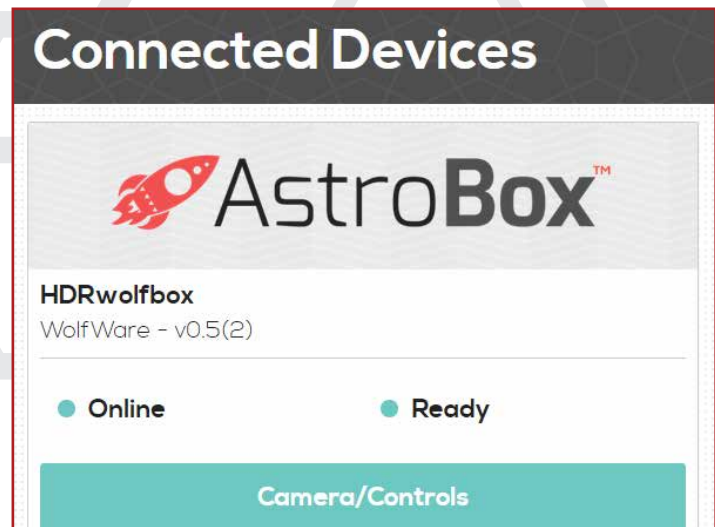 Connected Devices
AstroBox™
HDRwolfbox
WolfWare - v0.5(2)
Online Ready
Camera/Controls